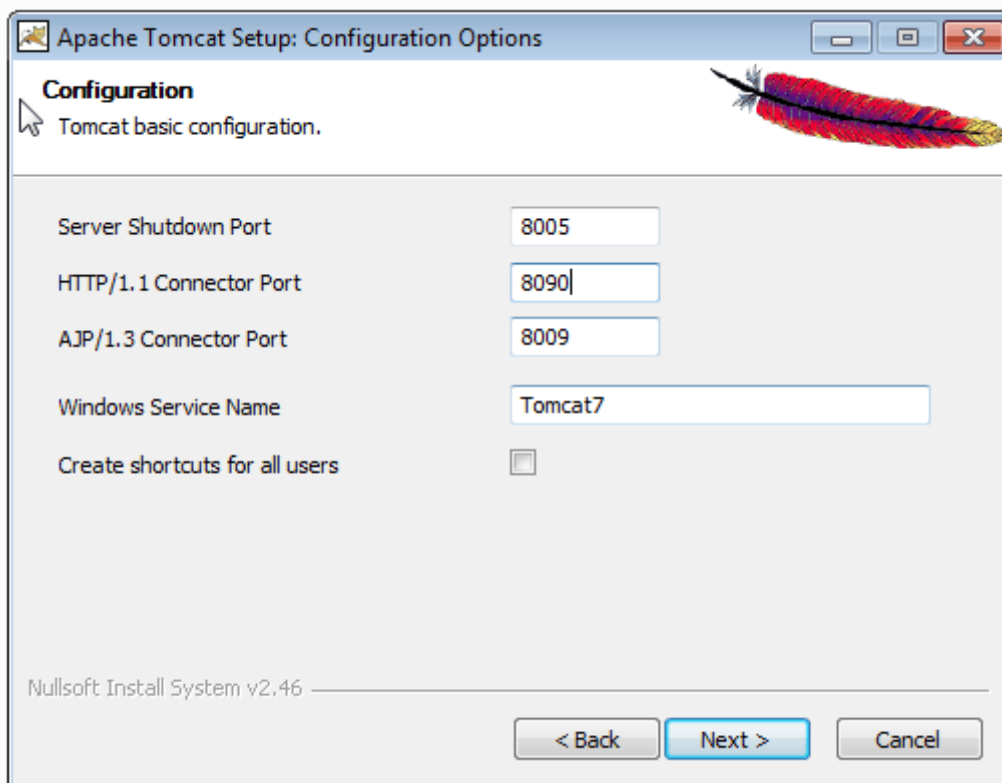 Apache Tomcat Setup: Configuration Options
Configuration
Tomcat basic configuration.
Server Shutdown Port 8005
HTTP/1.1 Connector Port 8090
AJP/1.3 Connector Port 8009
Windows Service Name Tomcat7
Create shortcuts for all users
Nullsoft Install System v2.46
< Back Next > Cancel